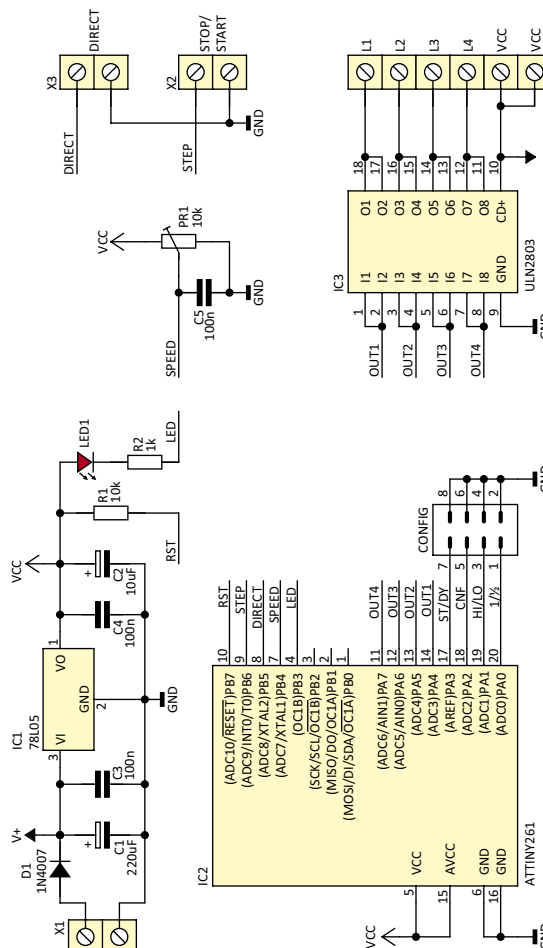 X3
DIRECT
DIRECT
X2
STOP/
START
STEP
GND
VCC
PR1
10k
SPEED
C5
100n
GND
L1
L2
L3
L4
VCC
VCC
IC3
ULN2803
18
17
16
15
14
13
12
11
10
O1
O2
O3
O4
O5
O6
O7
O8
CD+
I1
I2
I3
I4
I5
I6
I7
I8
GND
1
2
3
4
5
6
7
8
9
OUT1
OUT2
OUT3
OUT4
GND
X1
D1
1N4007
V+
+
C1
220uF
C3
100n
IC1
78L05
3
VI
GND
2
VO
1
GND
C4
100n
VCC
+
C2
10uF
R1
10k
RST
LED1
R2
1k
LED
IC2
ATTINY261
(ADC10/RESET)PB7
10
RST
(ADC9/INT0/T0)PB6
9
STEP
(ADC8/XTAL2)PB5
8
DIRECT
(ADC7/XTAL1)PB4
7
SPEED
(OC1B)PB3
4
LED
(SCK/SCL/OC1B)PB2
3
(MISO/DO/OC1A)PB1
2
(MOSI/DI/SDA/OC1A)PB0
1
(ADC6/AIN1)PA7
11
OUT4
(ADC5/AIN0)PA6
12
OUT3
(ADC4)PA5
13
OUT2
(ADC3)PA4
14
OUT1
(AREF)PA3
17
ST/DY
(ADC2)PA2
18
CNF
(ADC1)PA1
19
HI/LO
(ADC0)PA0
20
1/½
VCC
5
VCC
AVCC
15
GND
6
GND
16
GND
CONFIG
7
8
5
6
3
4
1
2
GND